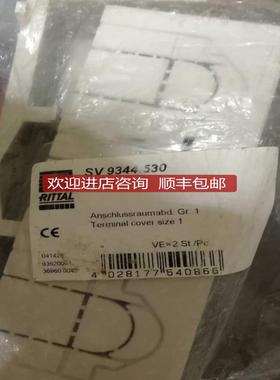 SV 9344.530
RITTAL
欢迎进店咨询 顺丰包邮
Anschlussraumabd. Gr. 1
Terminal cover size 1
CE
VE=2 St./Pc
4 028177 540866